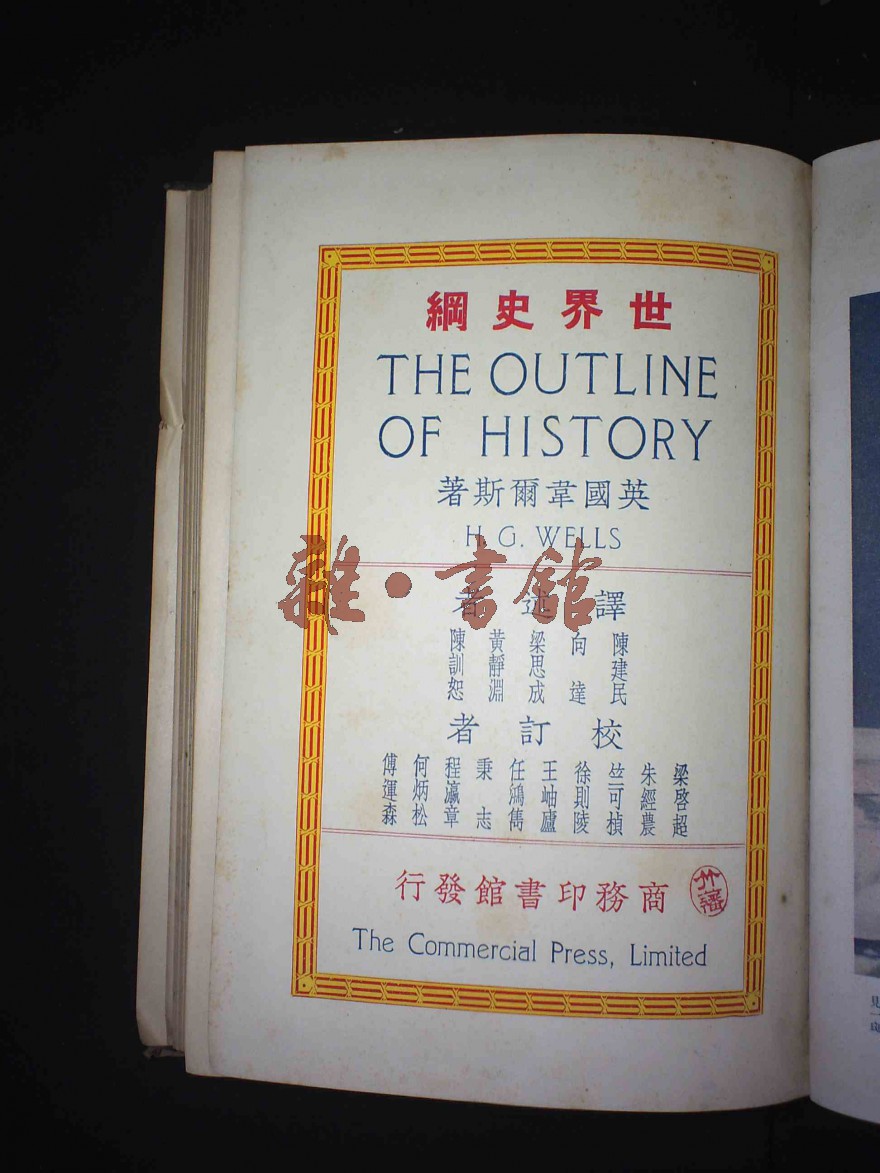 世界史綱
THE OUTLINE
OF HISTORY
英國韋爾斯著
H. G. WELLS
雜·書館
譯述者
陳建民
向達
梁思成
黃靜淵
陳訓恕
校訂者
梁啓超
朱經農
竺可楨
徐則陵
王岫廬
任鴻雋
秉志
程瀛章
何炳松
傅運森
商務印書館發行
The Commercial Press, Limited
見